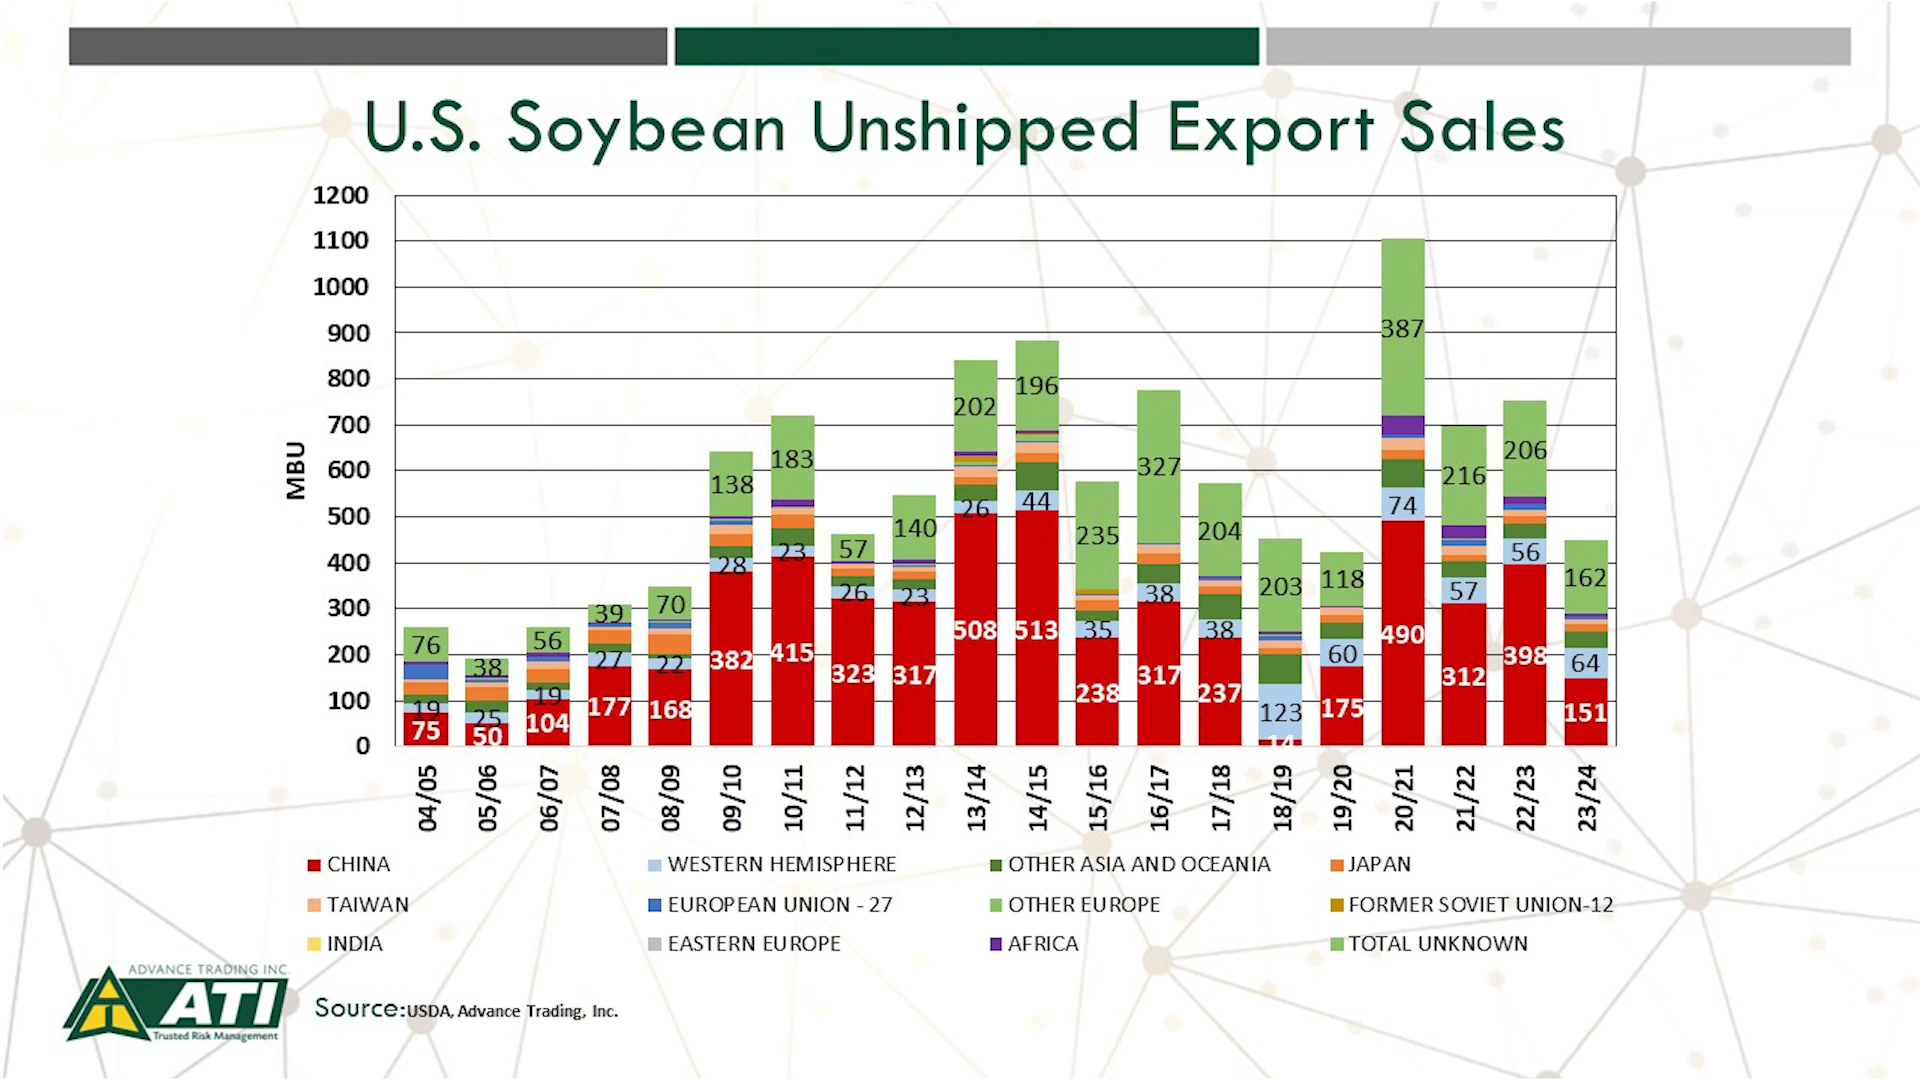 U.S. Soybean Unshipped Export Sales
1200
1100
1000
900
800
700
600
500
400
300
200
100
0
MBU
76 38 56 39 70 138 183 57 140 202 196 235 327 204 203 118 387 216 206 162
19 25 19 27 22 28 23 26 23 26 44 35 38 38 123 60 74 57 56 64
75 50 104 177 168 382 415 323 317 508 513 238 317 237 14 175 490 312 398 151
04/05 05/06 06/07 07/08 08/09 09/10 10/11 11/12 12/13 13/14 14/15 15/16 16/17 17/18 18/19 19/20 20/21 21/22 22/23 23/24
CHINA WESTERN HEMISPHERE OTHER ASIA AND OCEANIA JAPAN
TAIWAN EUROPEAN UNION - 27 OTHER EUROPE FORMER SOVIET UNION-12
INDIA EASTERN EUROPE AFRICA TOTAL UNKNOWN
ADVANCE TRADING INC.
ATI
Trusted Risk Management
Source:USDA, Advance Trading, Inc.